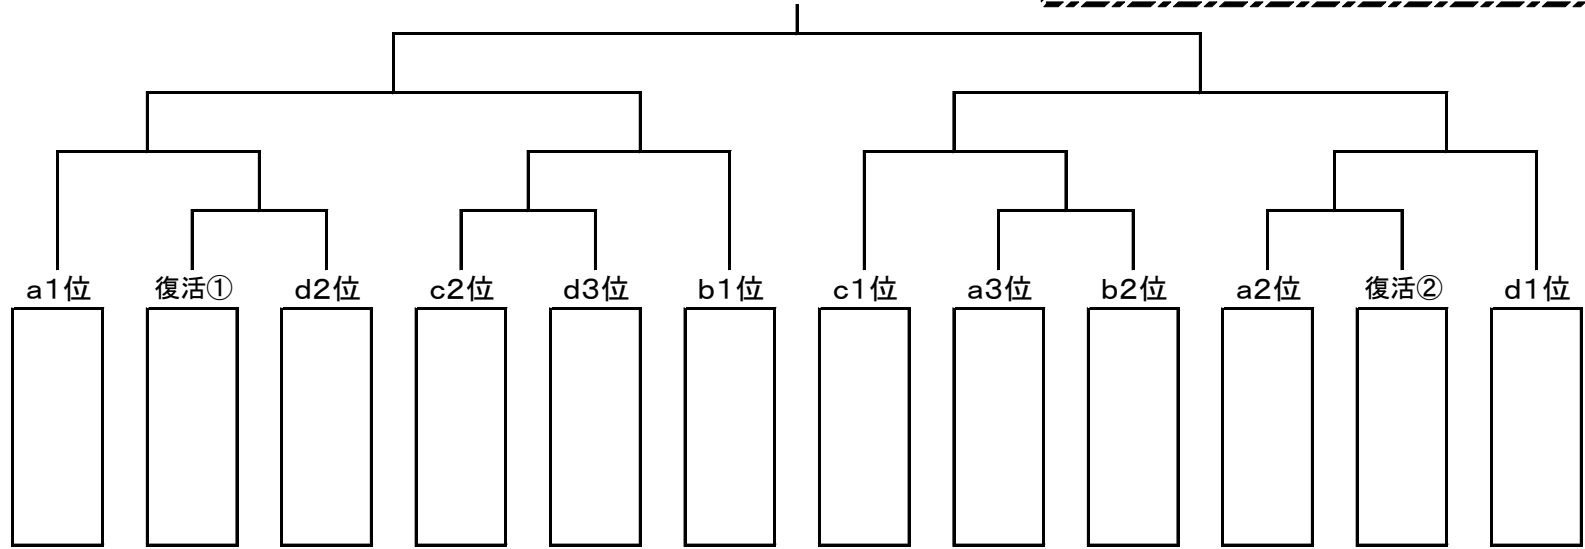 a1位 復活① d2位 c2位 d3位 b1位 c1位 a3位 b2位 a2位 復活② d1位